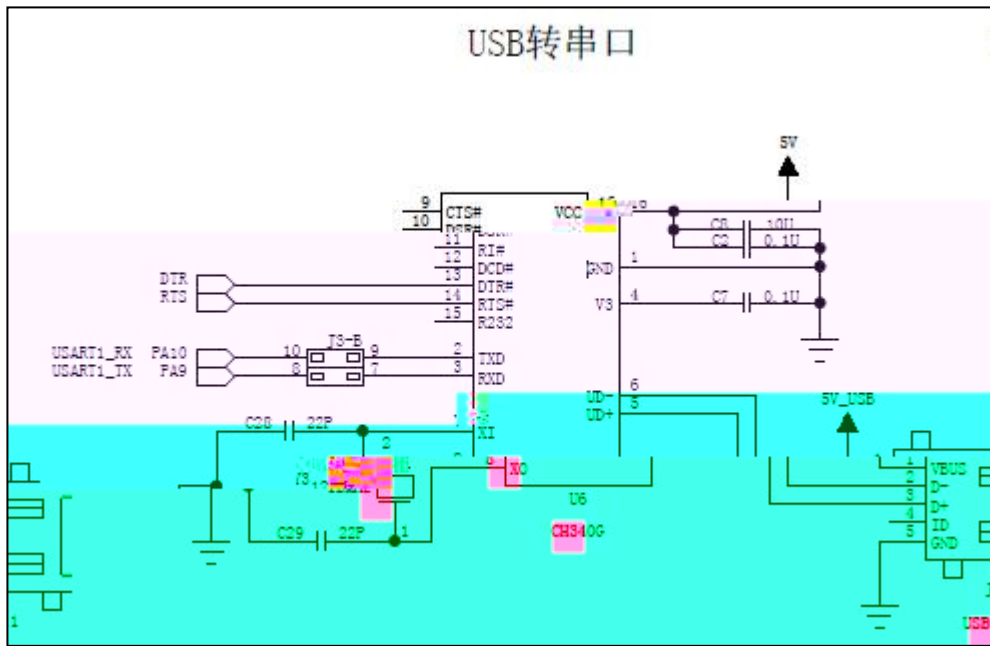 USB转串口
5V
9 CTS# VCC
10 DSR#
C8 10U
11 RI# C2 0.1U
12 DCD# GND 1
DTR 13 DTR#
RTS 14 RTS# V3 4 C7 0.1U
15 R232
J3-B
USART1_RX PA10 10 9 2 TXD
USART1_TX PA9 8 7 3 RXD
UD- 6
UD+ 5 5V_USB
C28 22P XI
2
XO 1 VBUS
2 D-
U6 3 D+
4 ID
C29 22P 1 CH340G 5 GND
1 USB